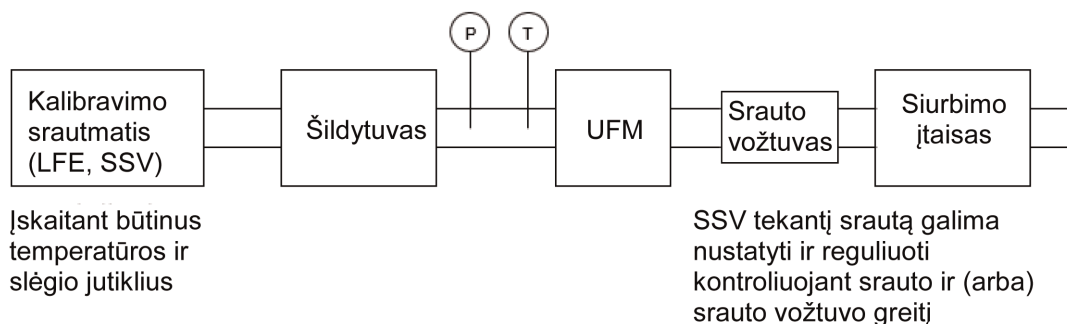 P
T
Kalibravimo
srautmatis
(LFE, SSV)
Šildytuvas
UFM
Srauto
vožtuvas
Siurbimo
įtaisas
Įskaitant būtinus
temperatūros ir
slėgio jutiklius
SSV tekantį srautą galima
nustatyti ir reguliuoti
kontroliuojant srauto ir (arba)
srauto vožtuvo greitį